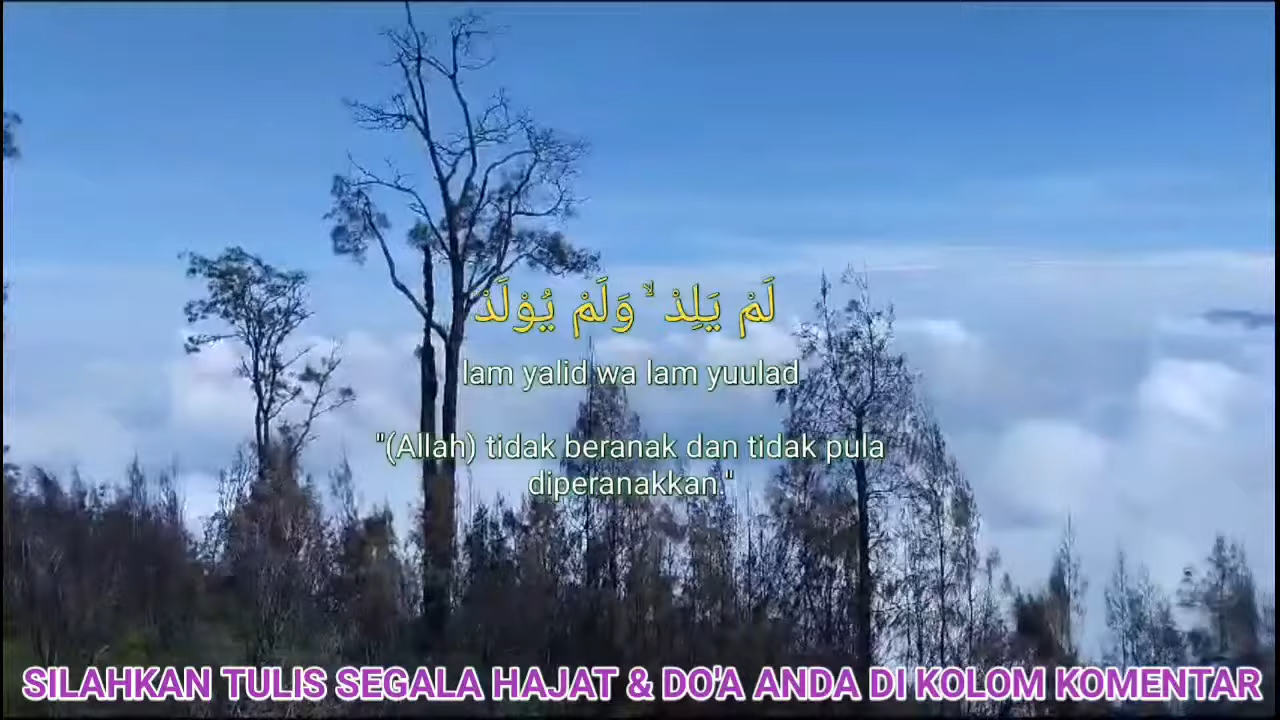 لَمْ يَلِدْ ۙ وَلَمْ يُوْلَدْ
lam yalid wa lam yuulad
"(Allah) tidak beranak dan tidak pula
diperanakkan."
SILAHKAN TULIS SEGALA HAJAT & DO'A ANDA DI KOLOM KOMENTAR